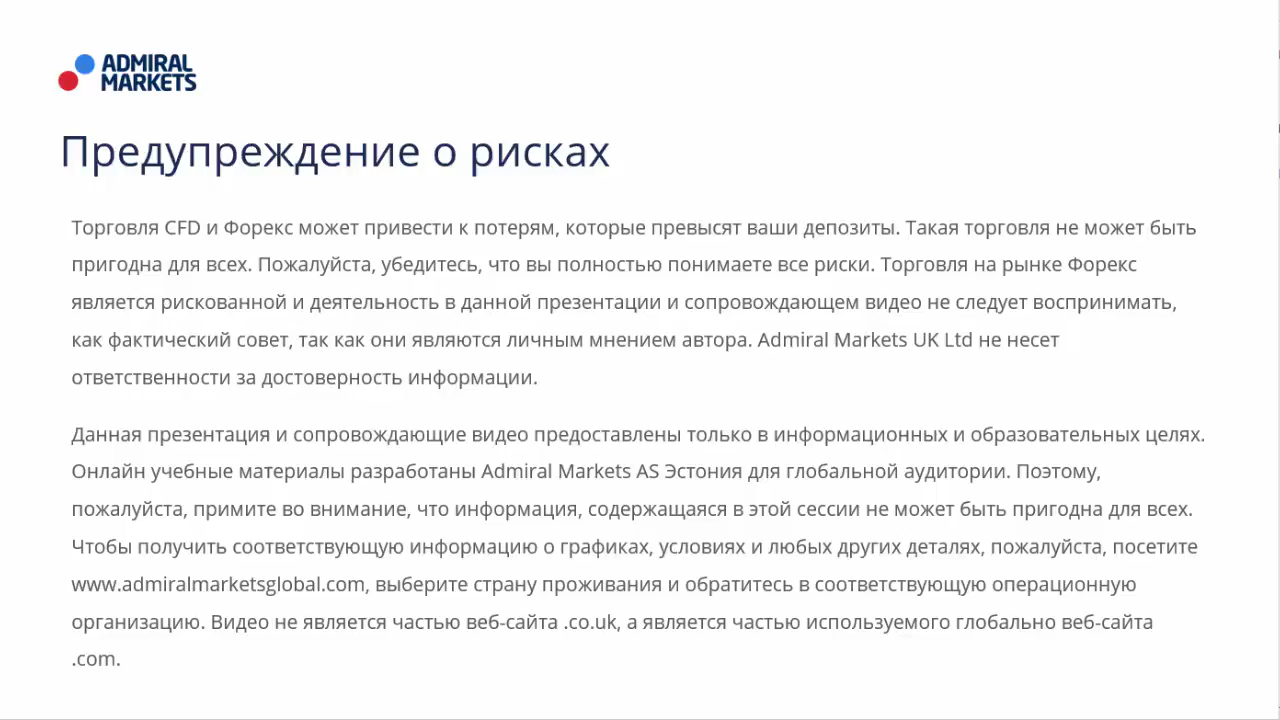 ADMIRAL
MARKETS
Предупреждение о рисках
Торговля CFD и Форекс может привести к потерям, которые превысят ваши депозиты. Такая торговля не может быть
пригодна для всех. Пожалуйста, убедитесь, что вы полностью понимаете все риски. Торговля на рынке Форекс
является рискованной и деятельность в данной презентации и сопровождающем видео не следует воспринимать,
как фактический совет, так как они являются личным мнением автора. Admiral Markets UK Ltd не несет
ответственности за достоверность информации.
Данная презентация и сопровождающие видео предоставлены только в информационных и образовательных целях.
Онлайн учебные материалы разработаны Admiral Markets AS Эстония для глобальной аудитории. Поэтому,
пожалуйста, примите во внимание, что информация, содержащаяся в этой сессии не может быть пригодна для всех.
Чтобы получить соответствующую информацию о графиках, условиях и любых других деталях, пожалуйста, посетите
www.admiralmarketsglobal.com, выберите страну проживания и обратитесь в соответствующую операционную
организацию. Видео не является частью веб-сайта .co.uk, а является частью используемого глобально веб-сайта
.com.